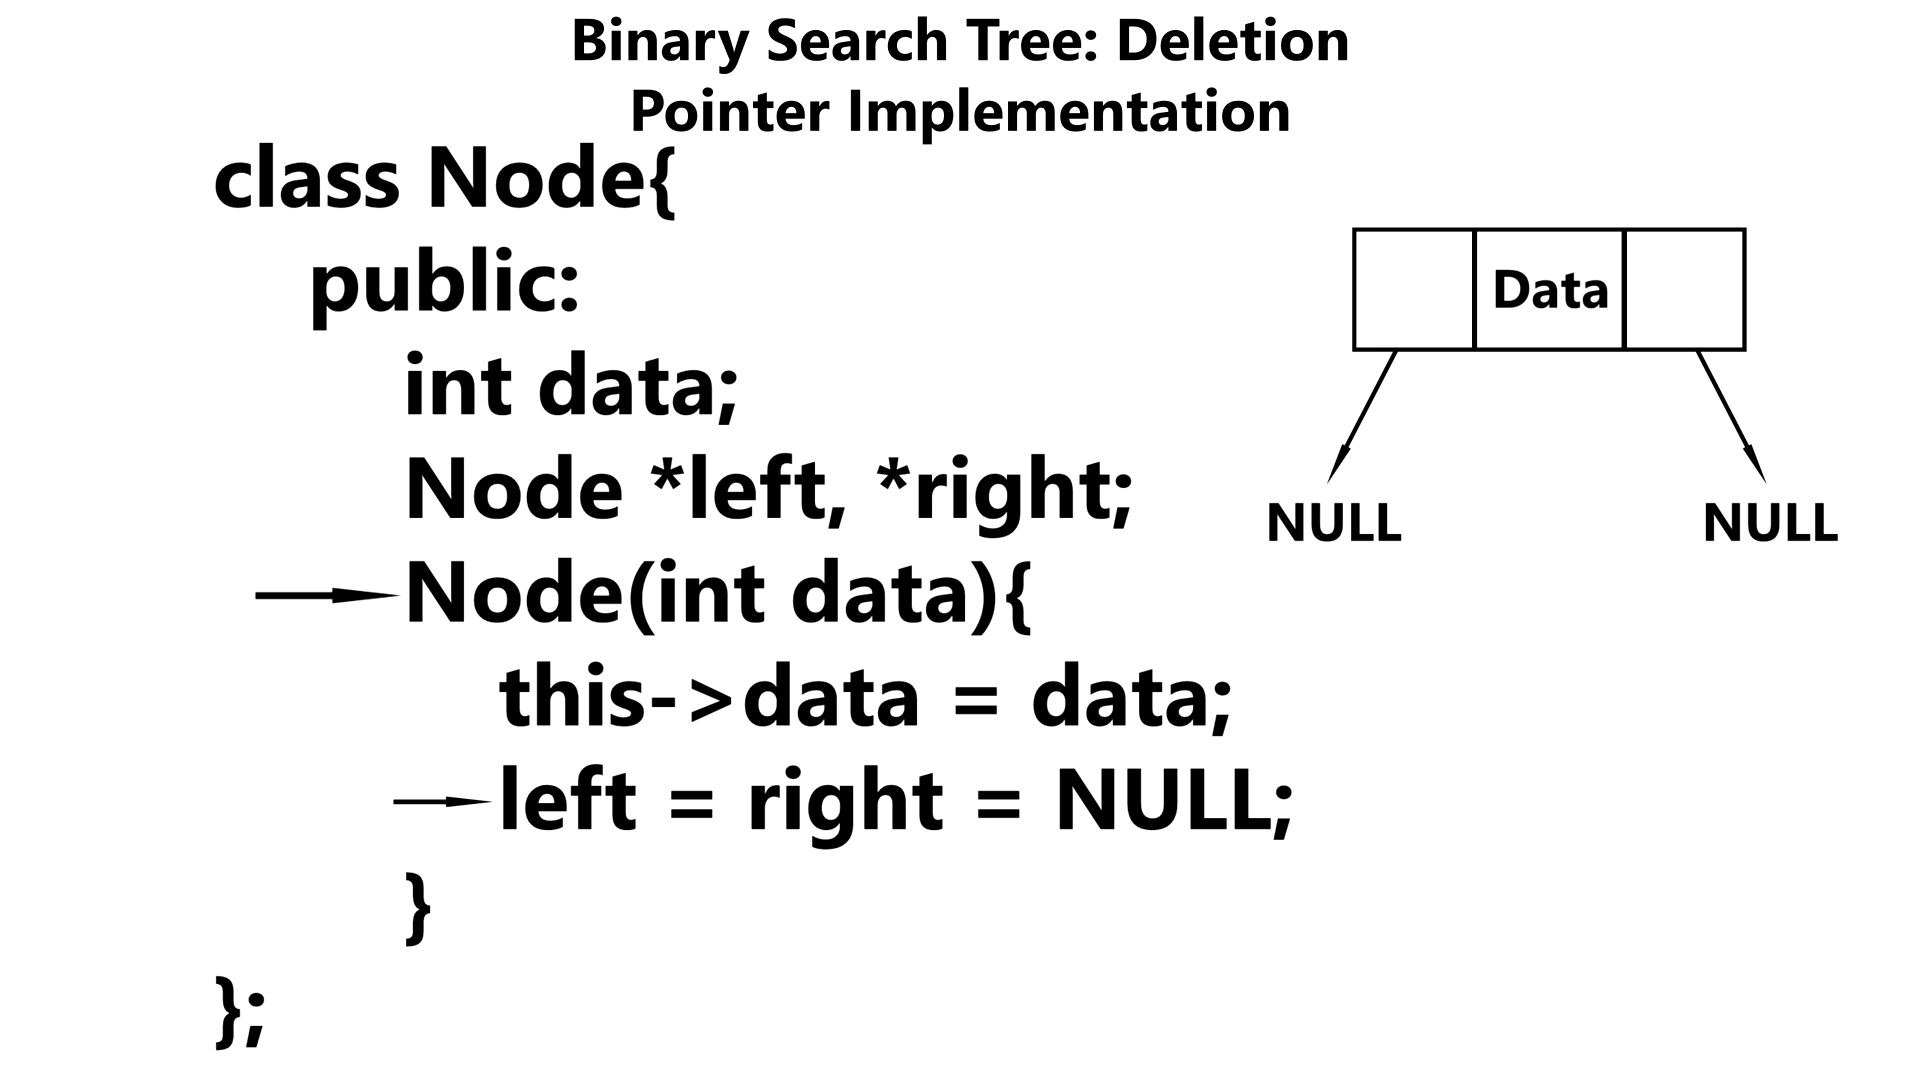 Binary Search Tree: Deletion
Pointer Implementation
class Node{
public:
int data;
Node *left, *right;
Node(int data){
this->data = data;
left = right = NULL;
}
};
Data
NULL
NULL